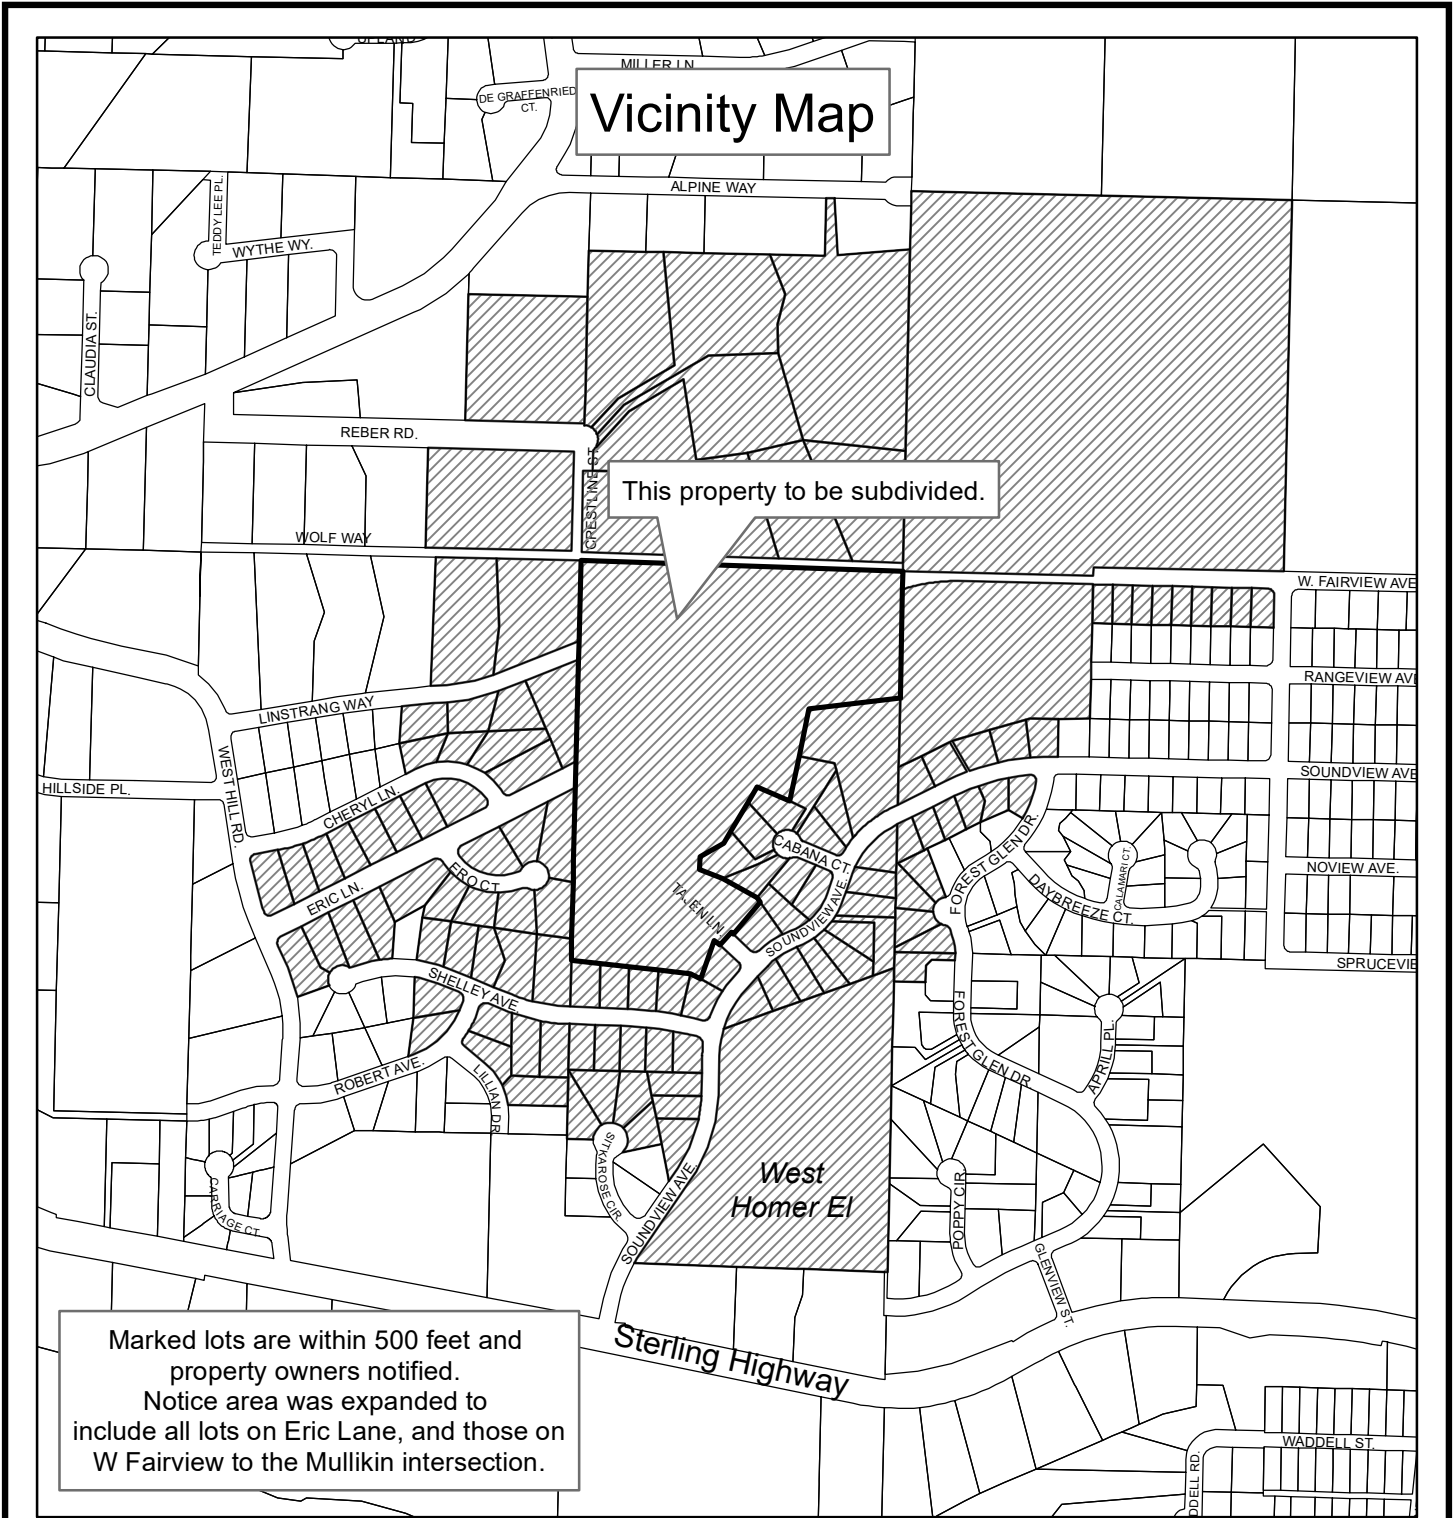 UPLAND
MILLER LN
DE GRAFFENRIED
CT.
Vicinity Map
ALPINE WAY
TEDDY LEE PL.
WYTHE WY.
CLAUDIA ST.
REBER RD.
CRESTLINE ST.
This property to be subdivided.
WOLF WAY
W. FAIRVIEW AVE
RANGEVIEW AVE
LINSTRANG WAY
WEST HILL RD.
HILLSIDE PL.
SOUNDVIEW AVE
CHERYL LN.
CABANA CT.
FOREST GLEN DR.
CALAMARI CT.
NOVIEW AVE.
ERIC LN.
ERO CT.
TAJEN LN.
SOUNDVIEW AVE.
DAYBREEZE CT.
SPRUCEVIE
SHELLEY AVE.
FOREST GLEN DR
APRILL PL.
ROBERT AVE.
LILLIAN DR.
SITKA ROSE CIR.
CARRIAGE CT.
SOUNDVIEW AVE.
West
Homer El
POPPY CIR
GLENVIEW ST.
Sterling Highway
Marked lots are within 500 feet and
property owners notified.
Notice area was expanded to
include all lots on Eric Lane, and those on
W Fairview to the Mullikin intersection.
WADDELL ST.
DDELL RD.